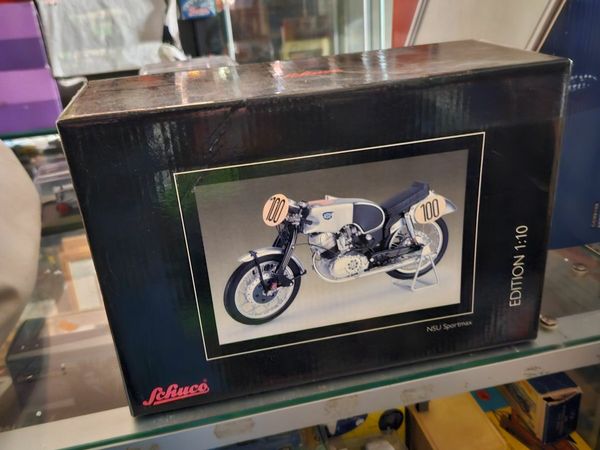 100
100
NSU Sportmax
EDITION 1:10
Schuco